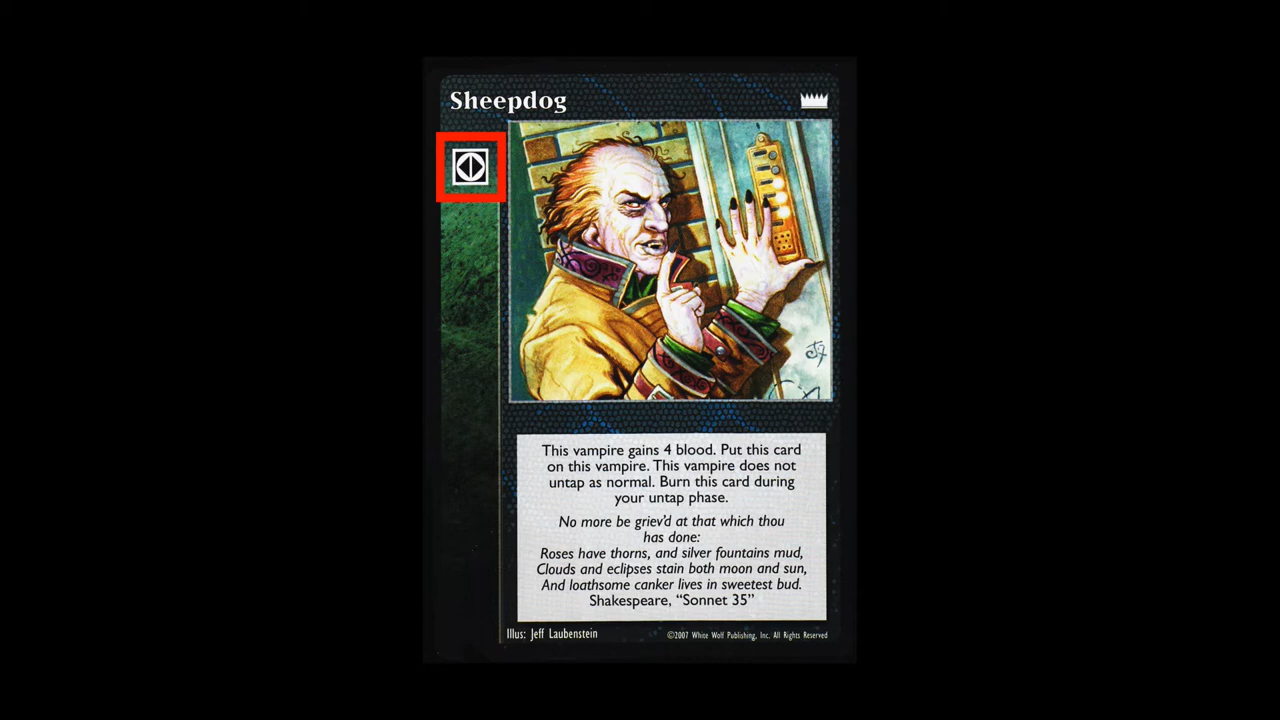 Sheepdog
This vampire gains 4 blood. Put this card
on this vampire. This vampire does not
untap as normal. Burn this card during
your untap phase.
No more be griev'd at that which thou
has done:
Roses have thorns, and silver fountains mud,
Clouds and eclipses stain both moon and sun,
And loathsome canker lives in sweetest bud.
Shakespeare, “Sonnet 35”
Illus: Jeff Laubenstein
©2007 White Wolf Publishing, Inc. All Rights Reserved